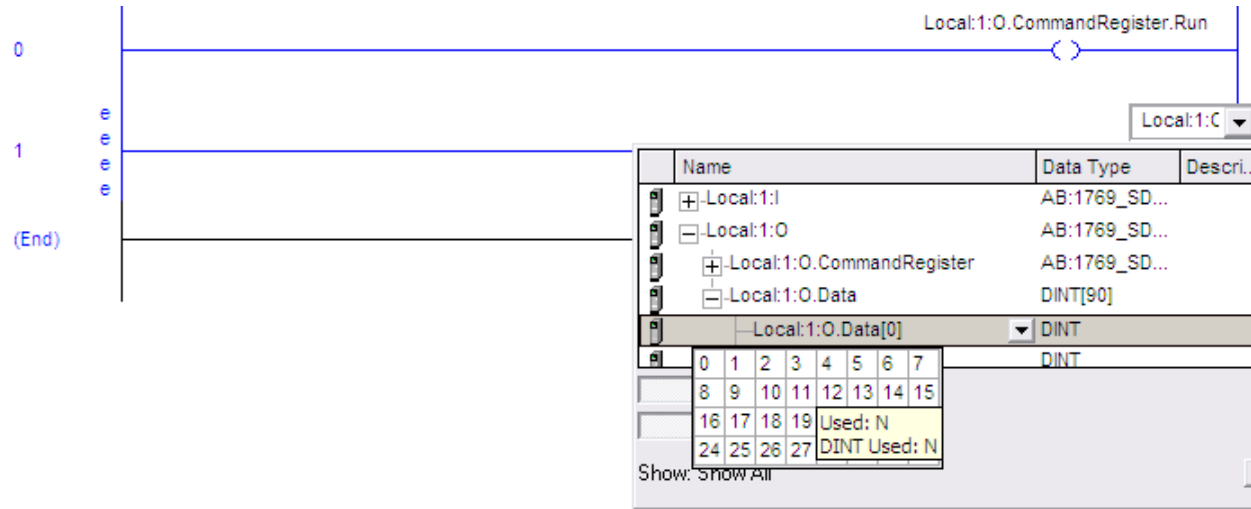 Local:1:O.CommandRegister.Run
0
e
e
1
e
e
Local:1:C
Name Data Type Descri..
Local:1:I AB:1769_SD...
Local:1:O AB:1769_SD...
(End)
Local:1:O.CommandRegister AB:1769_SD...
Local:1:O.Data DINT[90]
Local:1:O.Data[0] DINT
DINT
0 1 2 3 4 5 6 7
8 9 10 11 12 13 14 15
16 17 18 19 Used: N
24 25 26 27 DINT Used: N
Show: Show All